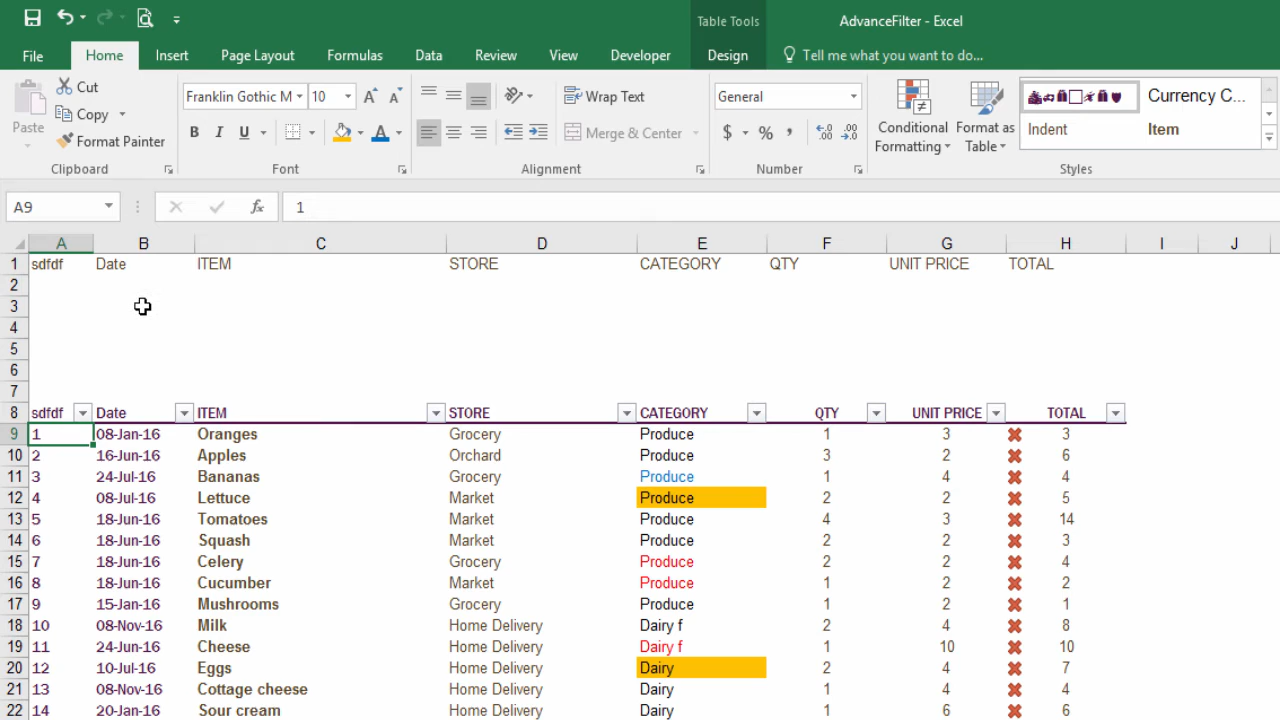 Table Tools
AdvanceFilter - Excel
File Home Insert Page Layout Formulas Data Review View Developer Design Tell me what you want to do...
Paste
Cut
Copy
Format Painter
Clipboard
Franklin Gothic M 10
B I U
Font
Wrap Text
Merge & Center
Alignment
General
$ % , .00
Number
Conditional Formatting
Format as Table
Currency C...
Indent Item
Styles
A9 fx 1
A B C D E F G H I J
1 sdfdf Date ITEM STORE CATEGORY QTY UNIT PRICE TOTAL
2
3
4
5
6
7
8 sdfdf Date ITEM STORE CATEGORY QTY UNIT PRICE TOTAL
9 1 08-Jan-16 Oranges Grocery Produce 1 3 3
10 2 16-Jun-16 Apples Orchard Produce 3 2 6
11 3 24-Jul-16 Bananas Grocery Produce 1 4 4
12 4 08-Jul-16 Lettuce Market Produce 2 2 5
13 5 18-Jun-16 Tomatoes Market Produce 4 3 14
14 6 18-Jun-16 Squash Market Produce 2 2 3
15 7 18-Jun-16 Celery Grocery Produce 2 2 4
16 8 18-Jun-16 Cucumber Market Produce 1 2 2
17 9 15-Jan-16 Mushrooms Grocery Produce 1 2 1
18 10 08-Nov-16 Milk Home Delivery Dairy f 2 4 8
19 11 24-Jun-16 Cheese Home Delivery Dairy f 1 10 10
20 12 10-Jul-16 Eggs Home Delivery Dairy 2 4 7
21 13 08-Nov-16 Cottage cheese Home Delivery Dairy 1 4 4
22 14 20-Jan-16 Sour cream Home Delivery Dairy 1 6 6